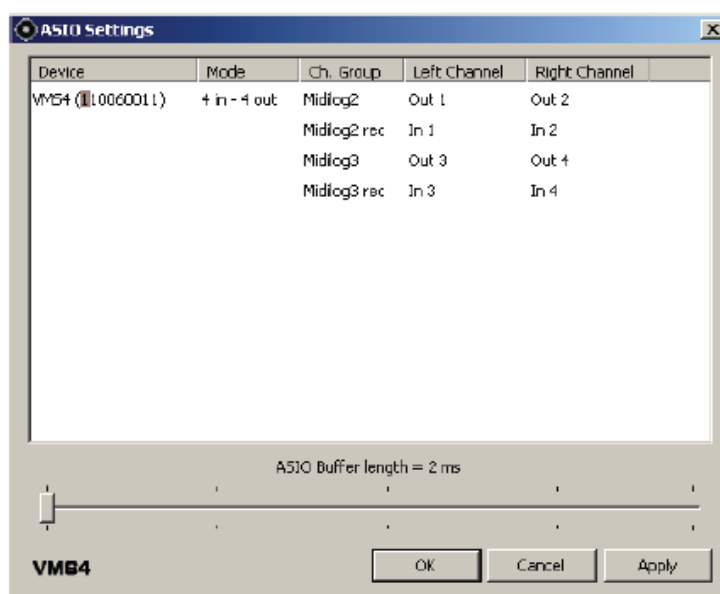 ASIO Settings
Device Mode Ch. Group Left Channel Right Channel
VMS4 (110060011) 4 in - 4 out Midilog2 Out 1 Out 2
Midilog2 rec In 1 In 2
Midilog3 Out 3 Out 4
Midilog3 rec In 3 In 4
ASIO Buffer length = 2 ms
VMS4 OK Cancel Apply